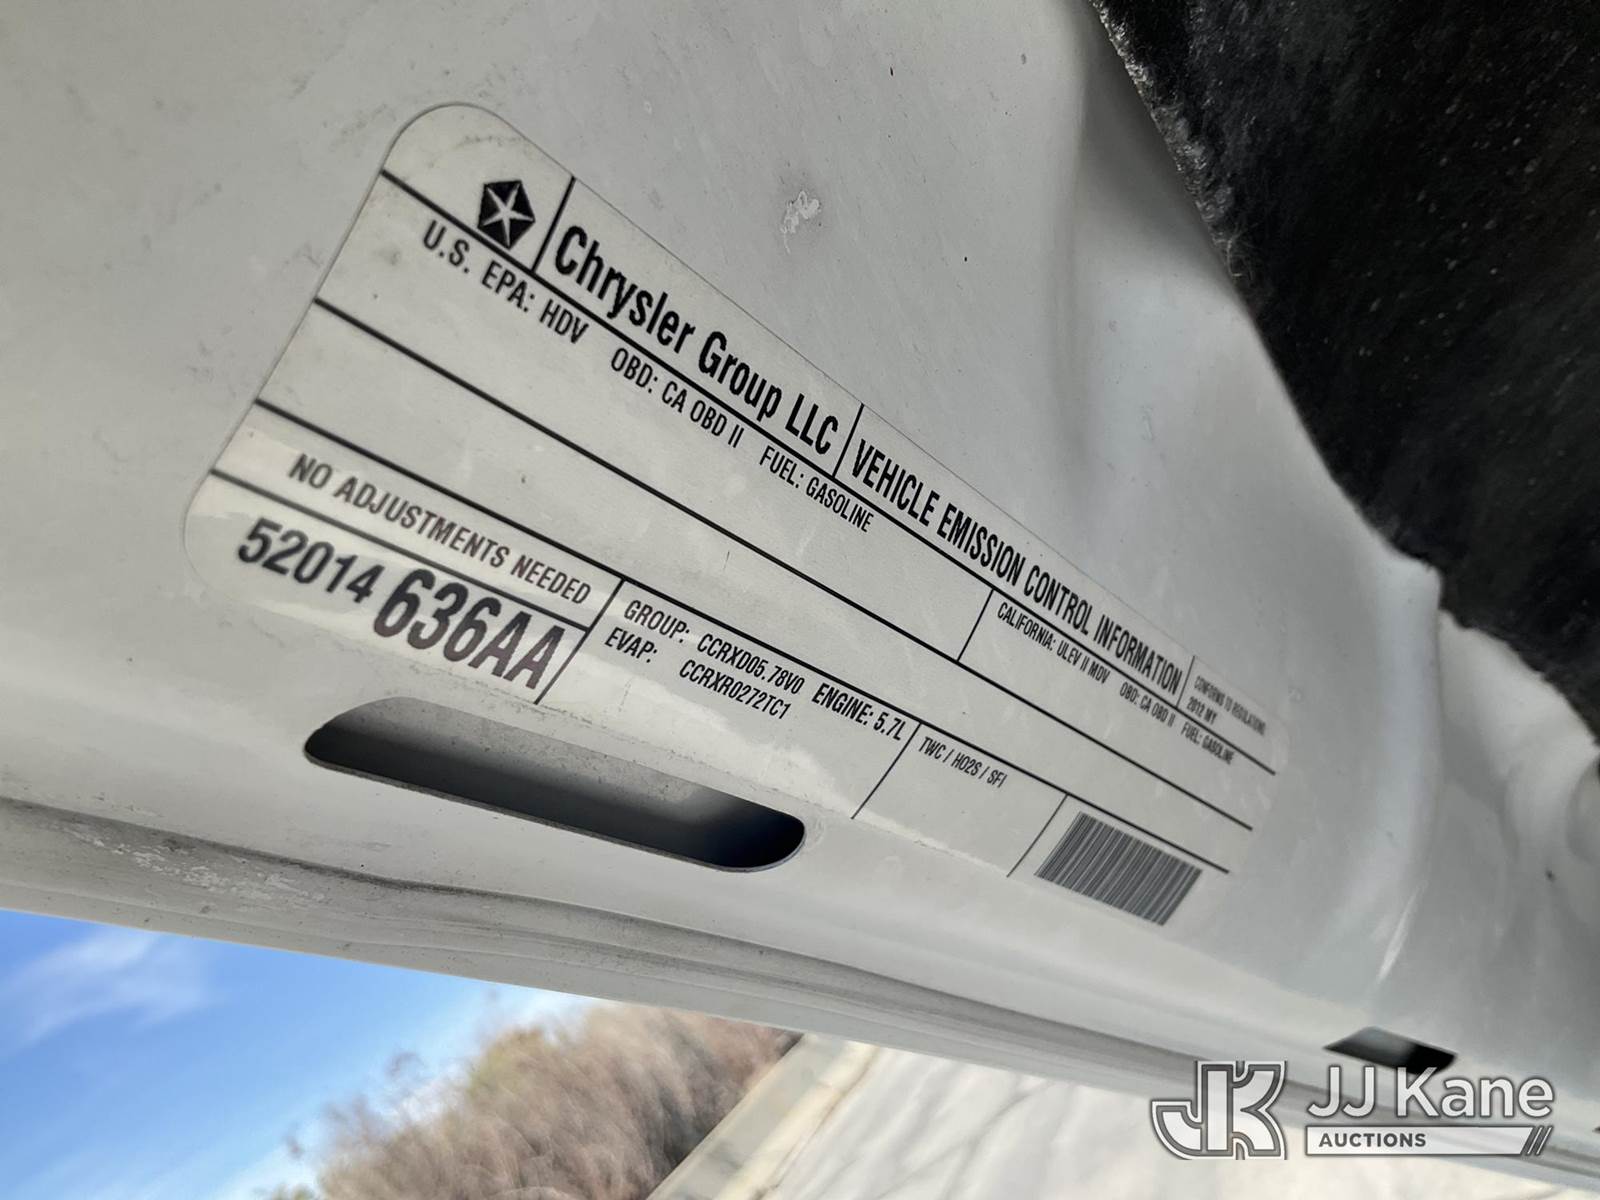 Chrysler Group LLC
VEHICLE EMISSION CONTROL INFORMATION
CONFORMS TO REGULATIONS:
2012 MY
U.S. EPA: HDV OBD: CA OBD II FUEL: GASOLINE
CALIFORNIA: ULEV II MDV OBD: CA OBD II FUEL: GASOLINE
NO ADJUSTMENTS NEEDED
52014636AA
GROUP: CCRXD05.78V0 ENGINE: 5.7L
EVAP: CCRXR0272TC1
TWC / HO2S / SFI
JK JJ Kane
AUCTIONS